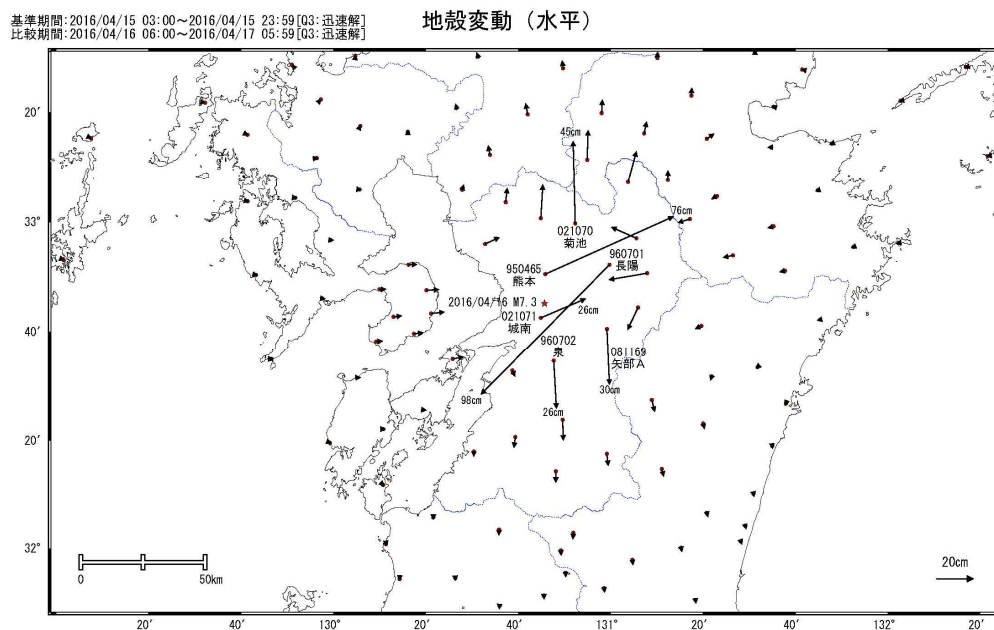 基準期間:2016/04/15 03:00～2016/04/15 23:59[Q3:迅速解]
比較期間:2016/04/16 06:00～2016/04/17 05:59[Q3:迅速解]
地殻変動（水平）
20′
45cm
33°
76cm
021070
菊池
960701
長陽
950465
熊本
2016/04/16 M7.3
021071
城南
26cm
40′
960702
泉
081169
矢部A
30cm
98cm
26cm
20′
32°
0 50km
20cm
20′ 40′ 130° 20′ 40′ 131° 20′ 40′ 132° 20′